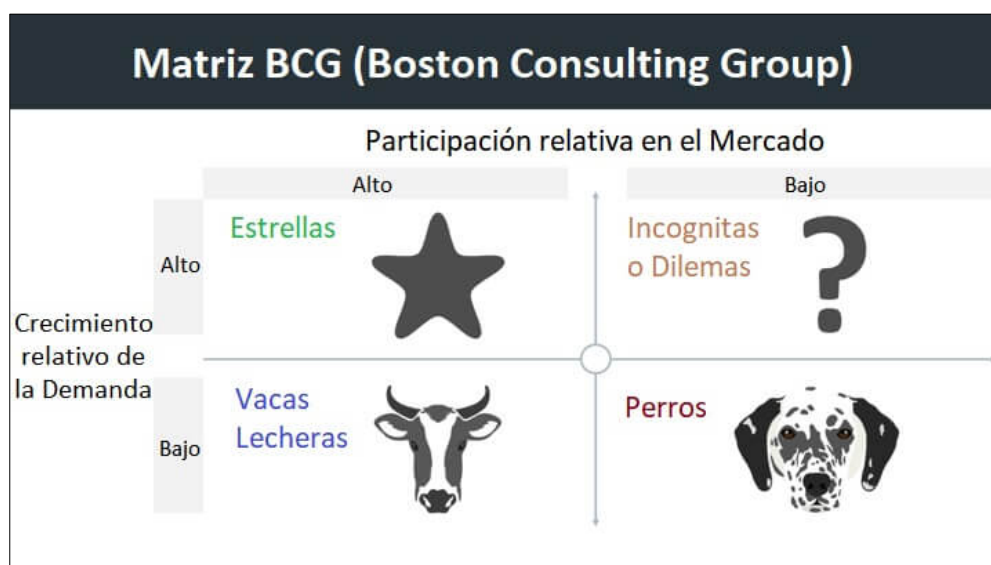 Matriz BCG (Boston Consulting Group)
Participación relativa en el Mercado
Alto
Bajo
Estrellas
Incognitas
o Dilemas
Alto
Crecimiento
relativo de
la Demanda
Vacas
Lecheras
Perros
Bajo